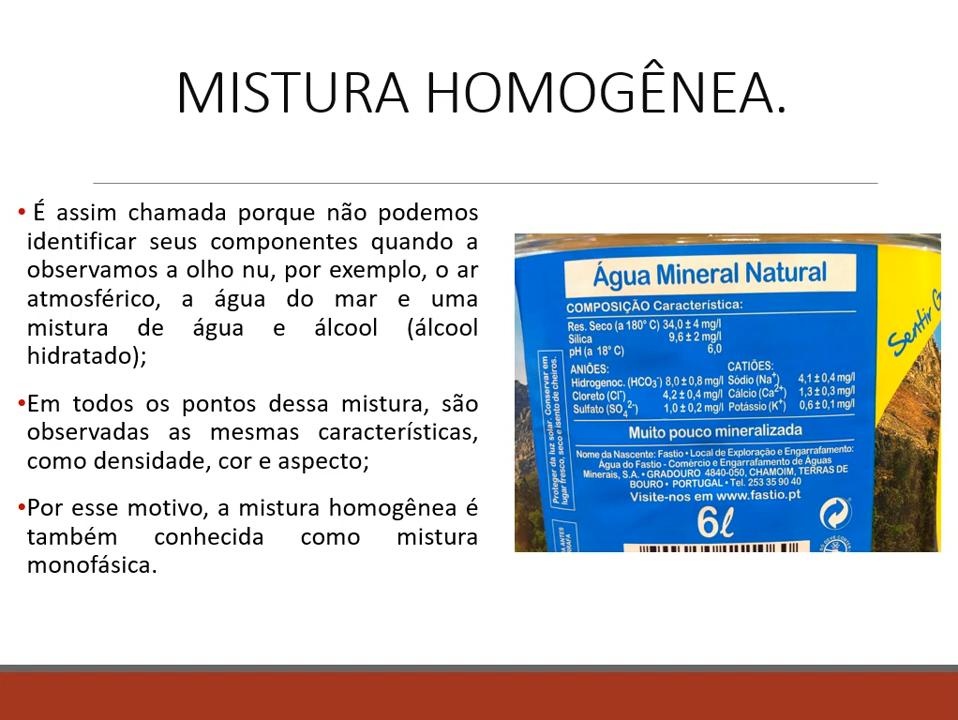 MISTURA HOMOGÊNEA.
• É assim chamada porque não podemos
identificar seus componentes quando a
observamos a olho nu, por exemplo, o ar
atmosférico, a água do mar e uma
mistura de água e álcool (álcool
hidratado);
•Em todos os pontos dessa mistura, são
observadas as mesmas características,
como densidade, cor e aspecto;
•Por esse motivo, a mistura homogênea é
também conhecida como mistura
monofásica.
Água Mineral Natural
COMPOSIÇÃO Característica:
Res. Seco (a 180° C) 34,0 ± 4 mg/l
Silica 9,6 ± 2 mg/l
pH (a 18° C) 6,0
ANIÕES: CATIÕES:
Hidrogenoc. (HCO3-) 8,0 ± 0,8 mg/l Sódio (Na+) 4,1 ± 0,4 mg/l
Cloreto (Cl-) 4,2 ± 0,4 mg/l Cálcio (Ca2+) 1,3 ± 0,3 mg/l
Sulfato (SO42-) 1,0 ± 0,2 mg/l Potássio (K+) 0,6 ± 0,1 mg/l
Muito pouco mineralizada
Nome da Nascente: Fastio • Local de Exploração e Engarrafamento:
Água do Fastio - Comércio e Engarrafamento de Águas
Minerais, S.A. • GRADOURO 4840-050, CHAMOIM, TERRAS DE
BOURO • PORTUGAL • Tel. 253 35 90 40
Visite-nos em www.fastio.pt
6ℓ
Proteger da luz solar. Conservar em
lugar fresco, seco e isento de cheiros.
Sentir